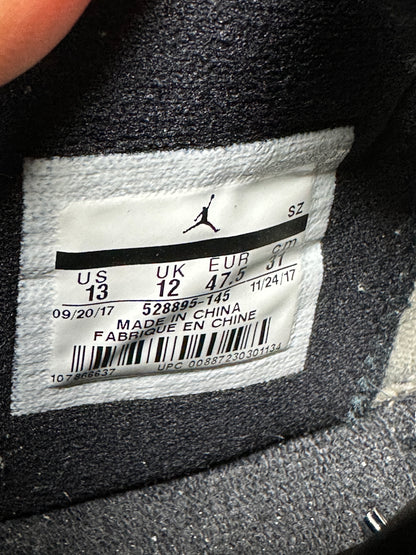 SZ
US UK EUR cm
13 12 47.5 31
09/20/17 528895-145 11/24/17
MADE IN CHINA
FABRIQUE EN CHINE
107866637 UPC 00887230301134